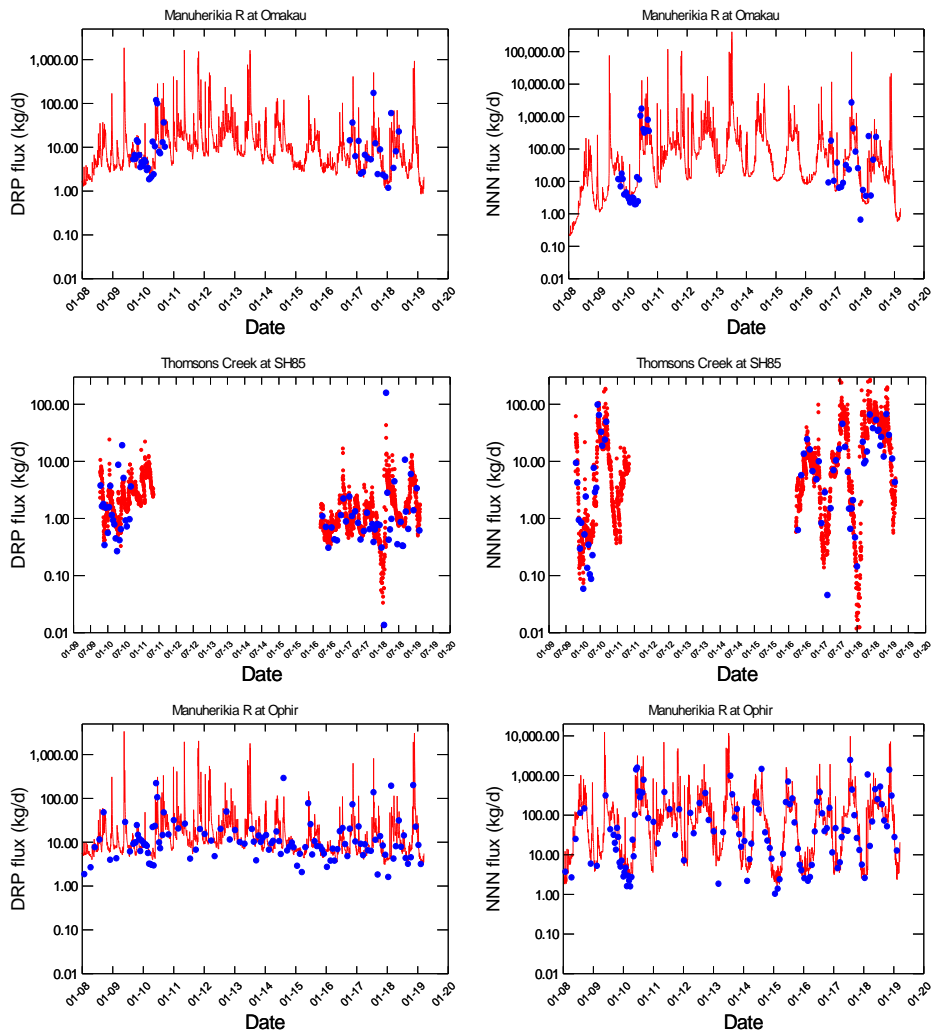 Manuherikia R at Omakau
DRP flux (kg/d)
1,000.00
100.00
10.00
1.00
0.10
0.01
01-08 01-09 01-10 01-11 01-12 01-13 01-14 01-15 01-16 01-17 01-18 01-19 01-20
Date
Manuherikia R at Omakau
NNN flux (kg/d)
100,000.00
10,000.00
1,000.00
100.00
10.00
1.00
0.10
0.01
01-08 01-09 01-10 01-11 01-12 01-13 01-14 01-15 01-16 01-17 01-18 01-19 01-20
Date
Thomsons Creek at SH85
DRP flux (kg/d)
100.00
10.00
1.00
0.10
0.01
01-09 07-09 01-10 07-10 01-11 07-11 01-12 07-12 01-13 07-13 01-14 07-14 01-15 07-15 01-16 07-16 01-17 07-17 01-18 07-18 01-19 07-19 01-20
Date
Thomsons Creek at SH85
NNN flux (kg/d)
100.00
10.00
1.00
0.10
0.01
01-09 07-09 01-10 07-10 01-11 07-11 01-12 07-12 01-13 07-13 01-14 07-14 01-15 07-15 01-16 07-16 01-17 07-17 01-18 07-18 01-19 07-19 01-20
Date
Manuherikia R at Ophir
DRP flux (kg/d)
1,000.00
100.00
10.00
1.00
0.10
0.01
01-08 01-09 01-10 01-11 01-12 01-13 01-14 01-15 01-16 01-17 01-18 01-19 01-20
Date
Manuherikia R at Ophir
NNN flux (kg/d)
10,000.00
1,000.00
100.00
10.00
1.00
0.10
0.01
01-08 01-09 01-10 01-11 01-12 01-13 01-14 01-15 01-16 01-17 01-18 01-19 01-20
Date